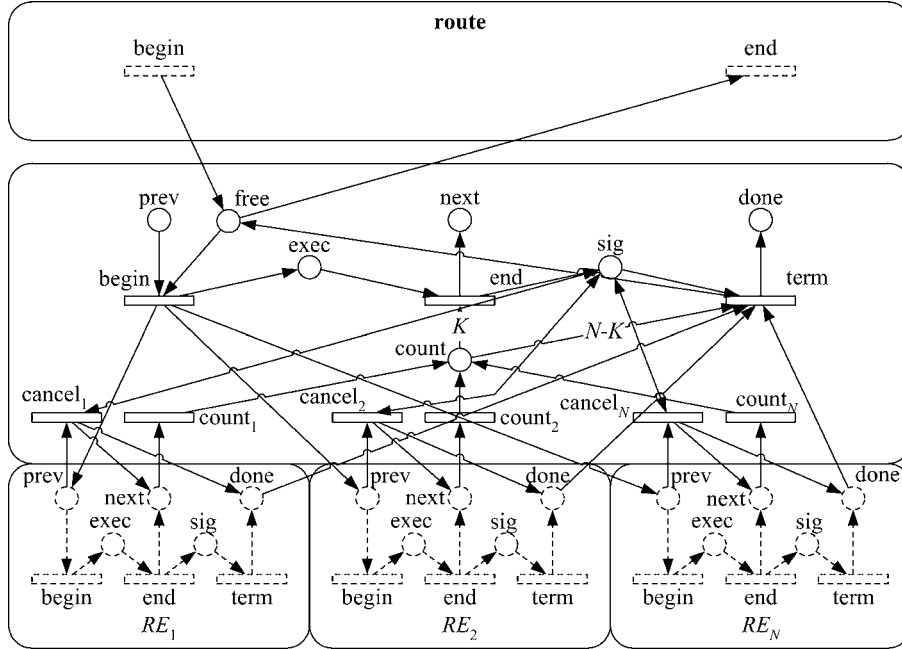 route
begin end
prev free next done
exec sig
begin end term
K N-K
count
cancel1 count1 cancel2 count2 cancelN countN
prev next done prev next done prev next done
exec sig exec sig exec sig
begin end term begin end term begin end term
RE1 RE2 REN